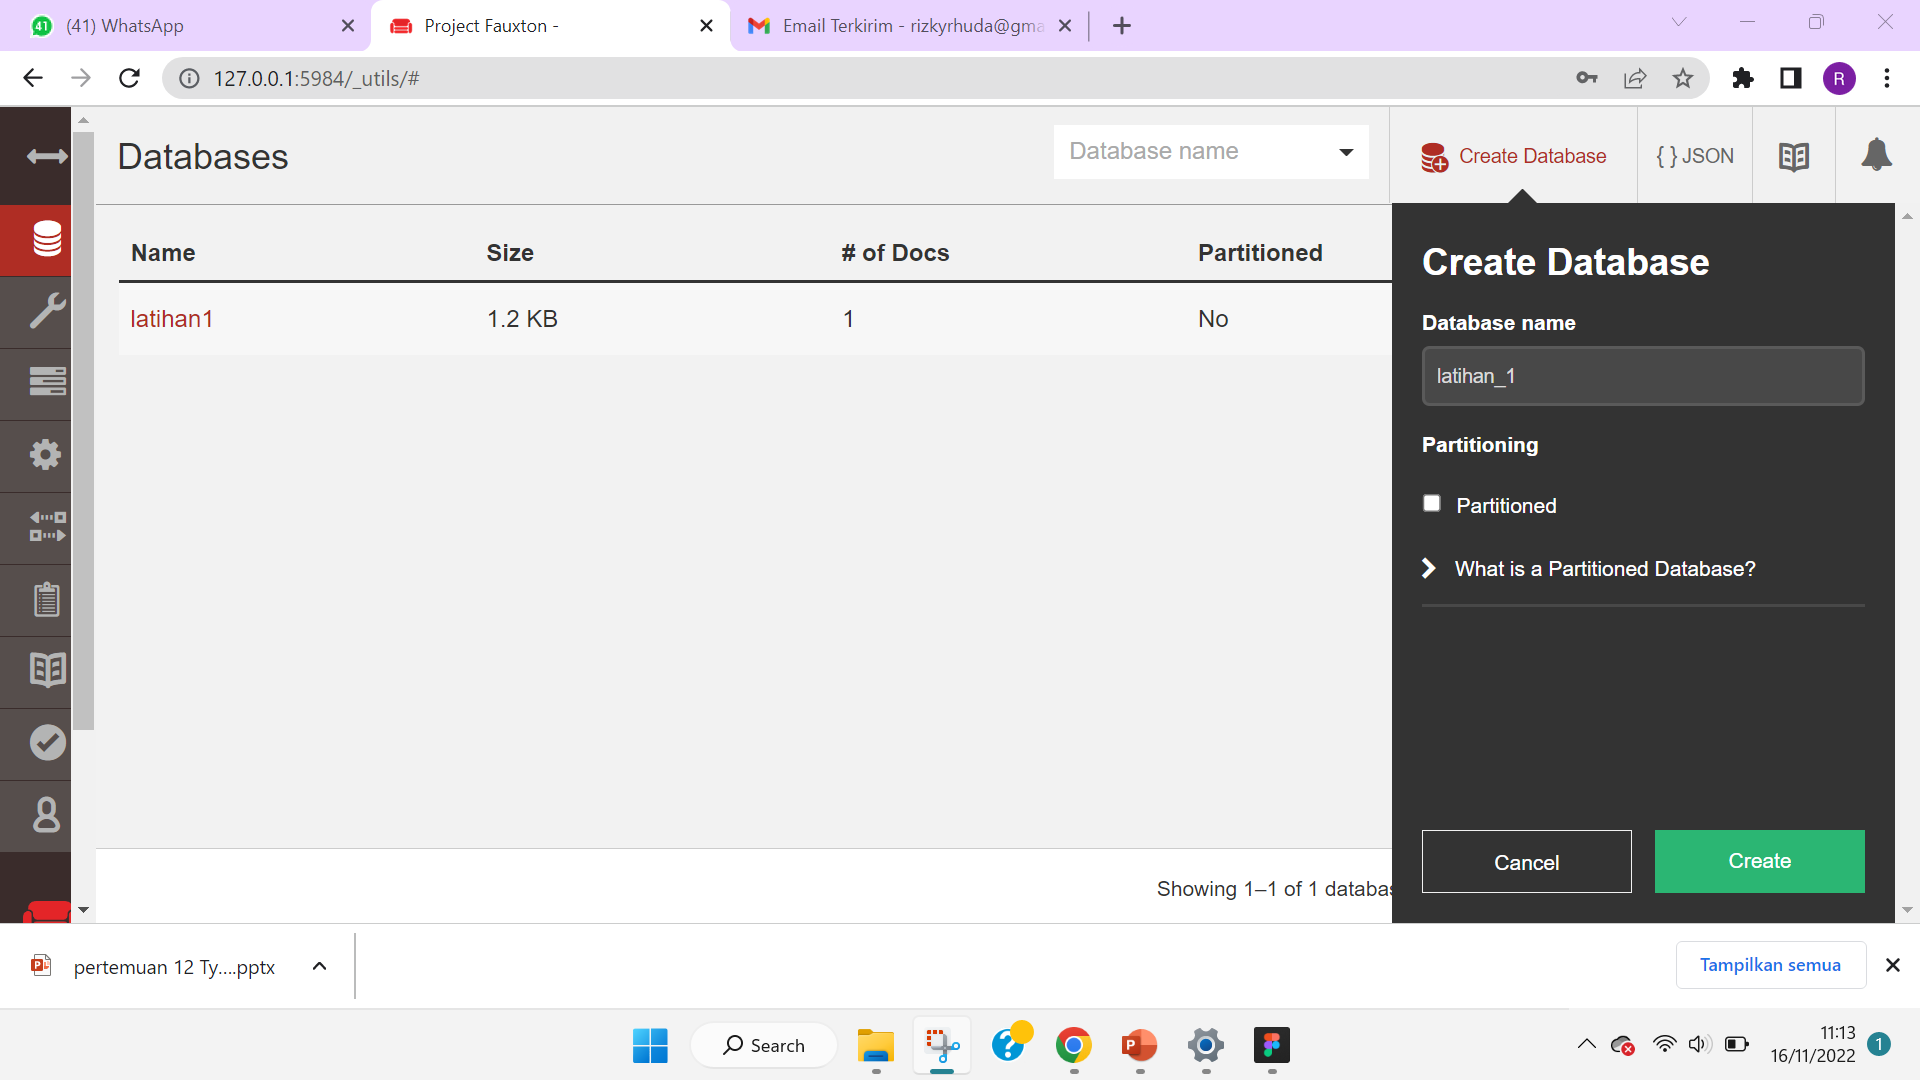 41
(41) WhatsApp
Project Fauxton -
Email Terkirim - rizkyrhuda@gma
127.0.0.1:5984/_utils/#
R
Databases
Database name
Create Database
{ } JSON
Name
Size
# of Docs
Partitioned
latihan1
1.2 KB
1
No
Create Database
Database name
latihan_1
Partitioning
Partitioned
What is a Partitioned Database?
Cancel
Create
Showing 1–1 of 1 databas
pertemuan 12 Ty....pptx
Tampilkan semua
Search
11:13
16/11/2022
1